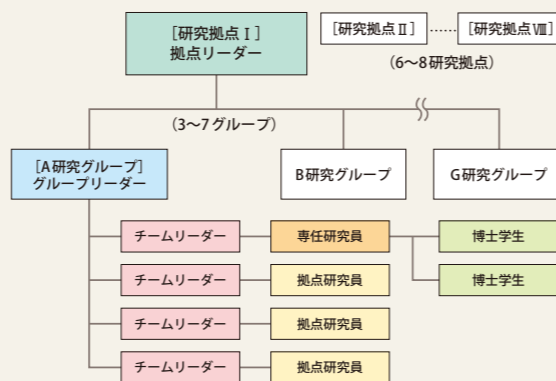 ［研究拠点Ⅰ］
拠点リーダー
［研究拠点Ⅱ］……［研究拠点Ⅷ］
（6～8研究拠点）
（3～7グループ）
［A研究グループ］
グループリーダー
B研究グループ
G研究グループ
チームリーダー
専任研究員
博士学生
チームリーダー
拠点研究員
博士学生
チームリーダー
拠点研究員
チームリーダー
拠点研究員